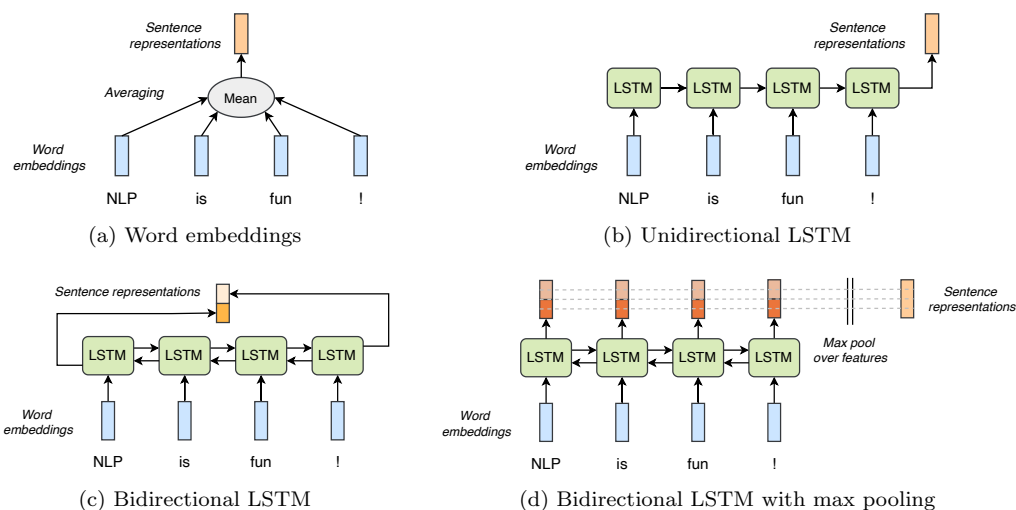 Sentence
representations
Averaging
Mean
Word
embeddings
NLP is fun !
(a) Word embeddings
Sentence
representations
LSTM LSTM LSTM LSTM
Word
embeddings
NLP is fun !
(b) Unidirectional LSTM
Sentence representations
LSTM LSTM LSTM LSTM
Word
embeddings
NLP is fun !
(c) Bidirectional LSTM
Sentence
representations
LSTM LSTM LSTM LSTM
Max pool
over features
Word
embeddings
NLP is fun !
(d) Bidirectional LSTM with max pooling